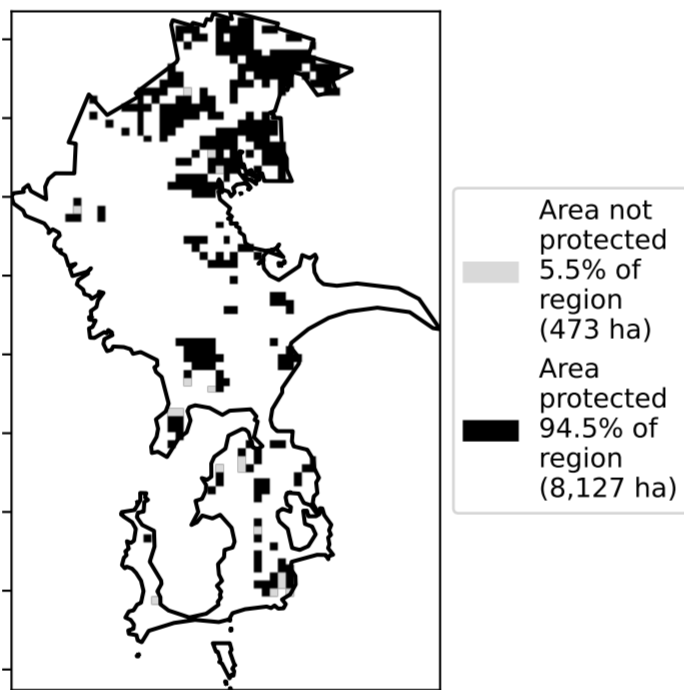 Area not
protected
5.5% of
region
(473 ha)
Area
protected
94.5% of
region
(8,127 ha)